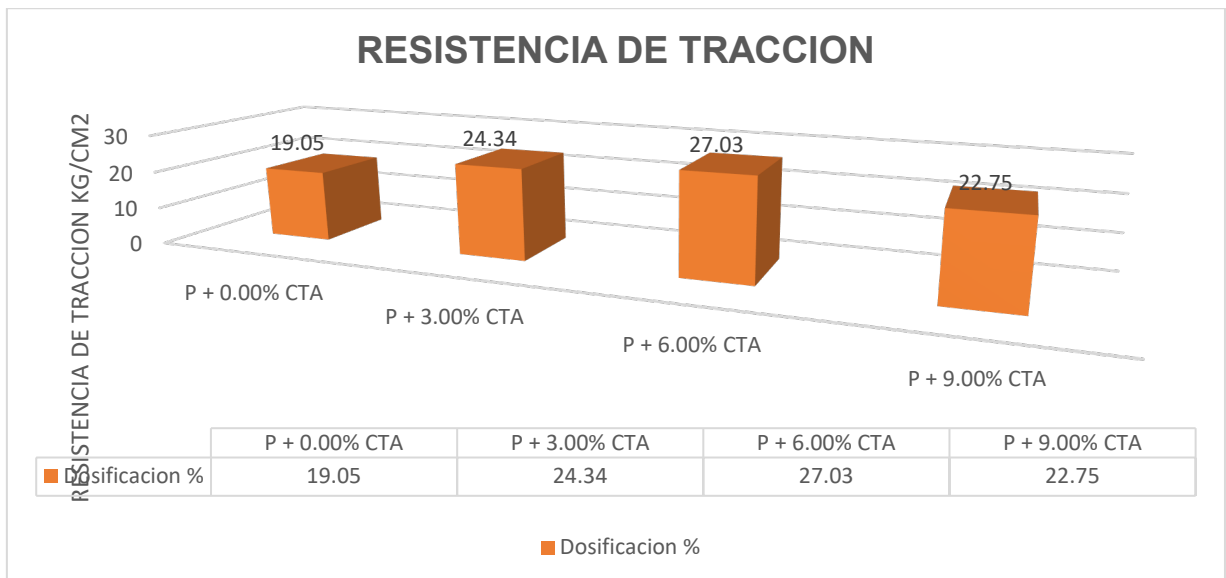 RESISTENCIA DE TRACCION
RESISTENCIA DE TRACCION KG/CM2
30
20
10
0
19.05
24.34
27.03
22.75
P + 0.00% CTA
P + 3.00% CTA
P + 6.00% CTA
P + 9.00% CTA
P + 0.00% CTA P + 3.00% CTA P + 6.00% CTA P + 9.00% CTA
Dosificacion % 19.05 24.34 27.03 22.75
Dosificacion %